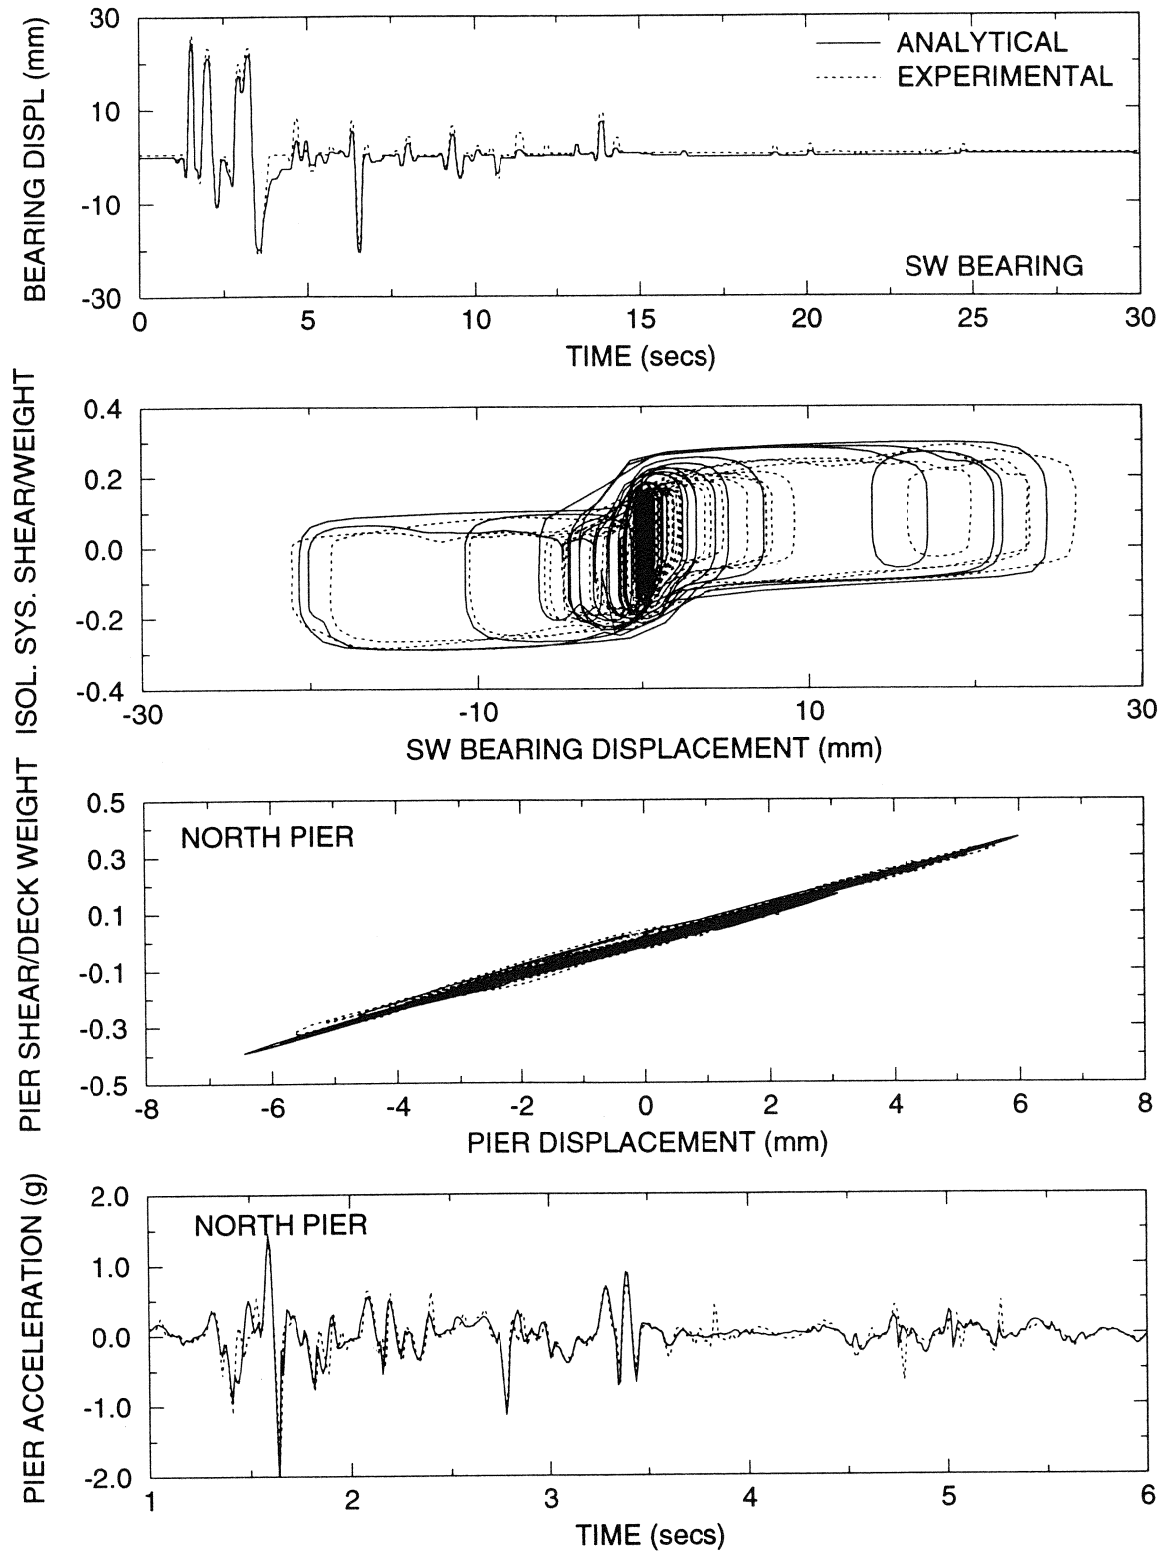 BEARING DISPL (mm)
30
10
-10
-30
ANALYTICAL
EXPERIMENTAL
SW BEARING
0 5 10 15 20 25 30
TIME (secs)
ISOL. SYS. SHEAR/WEIGHT
0.4
0.2
0.0
-0.2
-0.4
-30 -10 10 30
SW BEARING DISPLACEMENT (mm)
PIER SHEAR/DECK WEIGHT
0.5
0.3
0.1
-0.1
-0.3
-0.5
NORTH PIER
-8 -6 -4 -2 0 2 4 6 8
PIER DISPLACEMENT (mm)
PIER ACCELERATION (g)
2.0
1.0
0.0
-1.0
-2.0
NORTH PIER
1 2 3 4 5 6
TIME (secs)